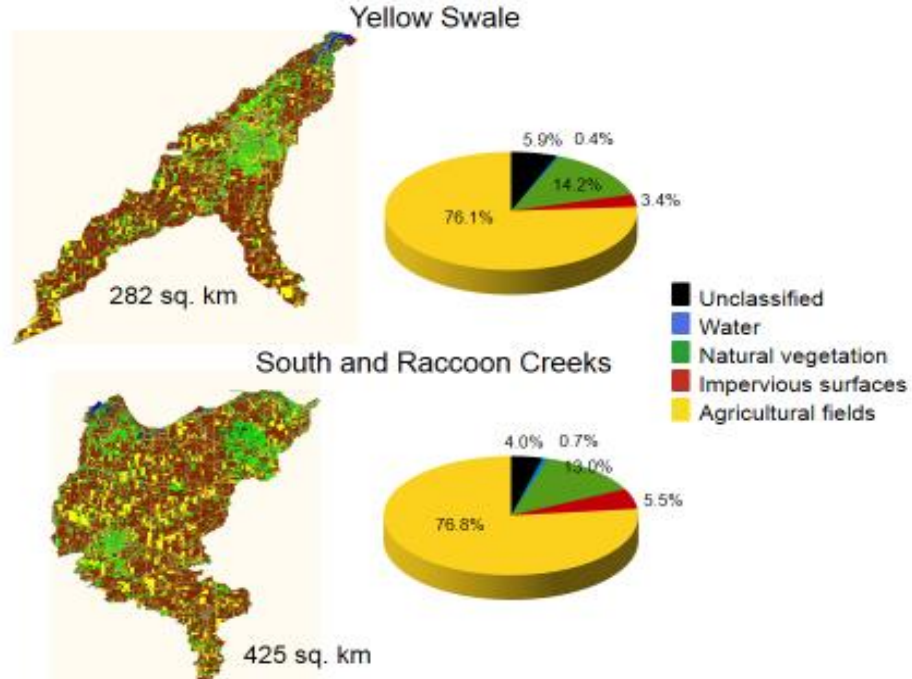 Yellow Swale
5.9% 0.4%
14.2%
3.4%
76.1%
282 sq. km
Unclassified
Water
Natural vegetation
Impervious surfaces
Agricultural fields
South and Raccoon Creeks
4.0% 0.7%
13.0%
5.5%
76.8%
425 sq. km